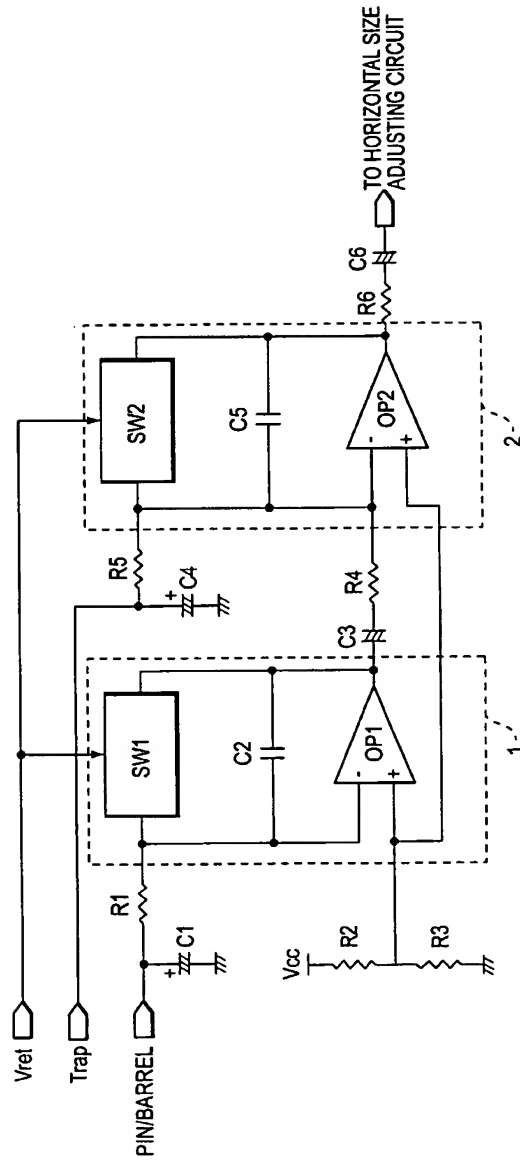 Vret
Trap
PIN/BARREL
C1
R1
Vcc
R2
R3
SW1
C2
OP1
-
+
1
C3
R4
R5
C4
+
+
SW2
C5
OP2
-
+
2
R6
C6
TO HORIZONTAL SIZE
ADJUSTING CIRCUIT